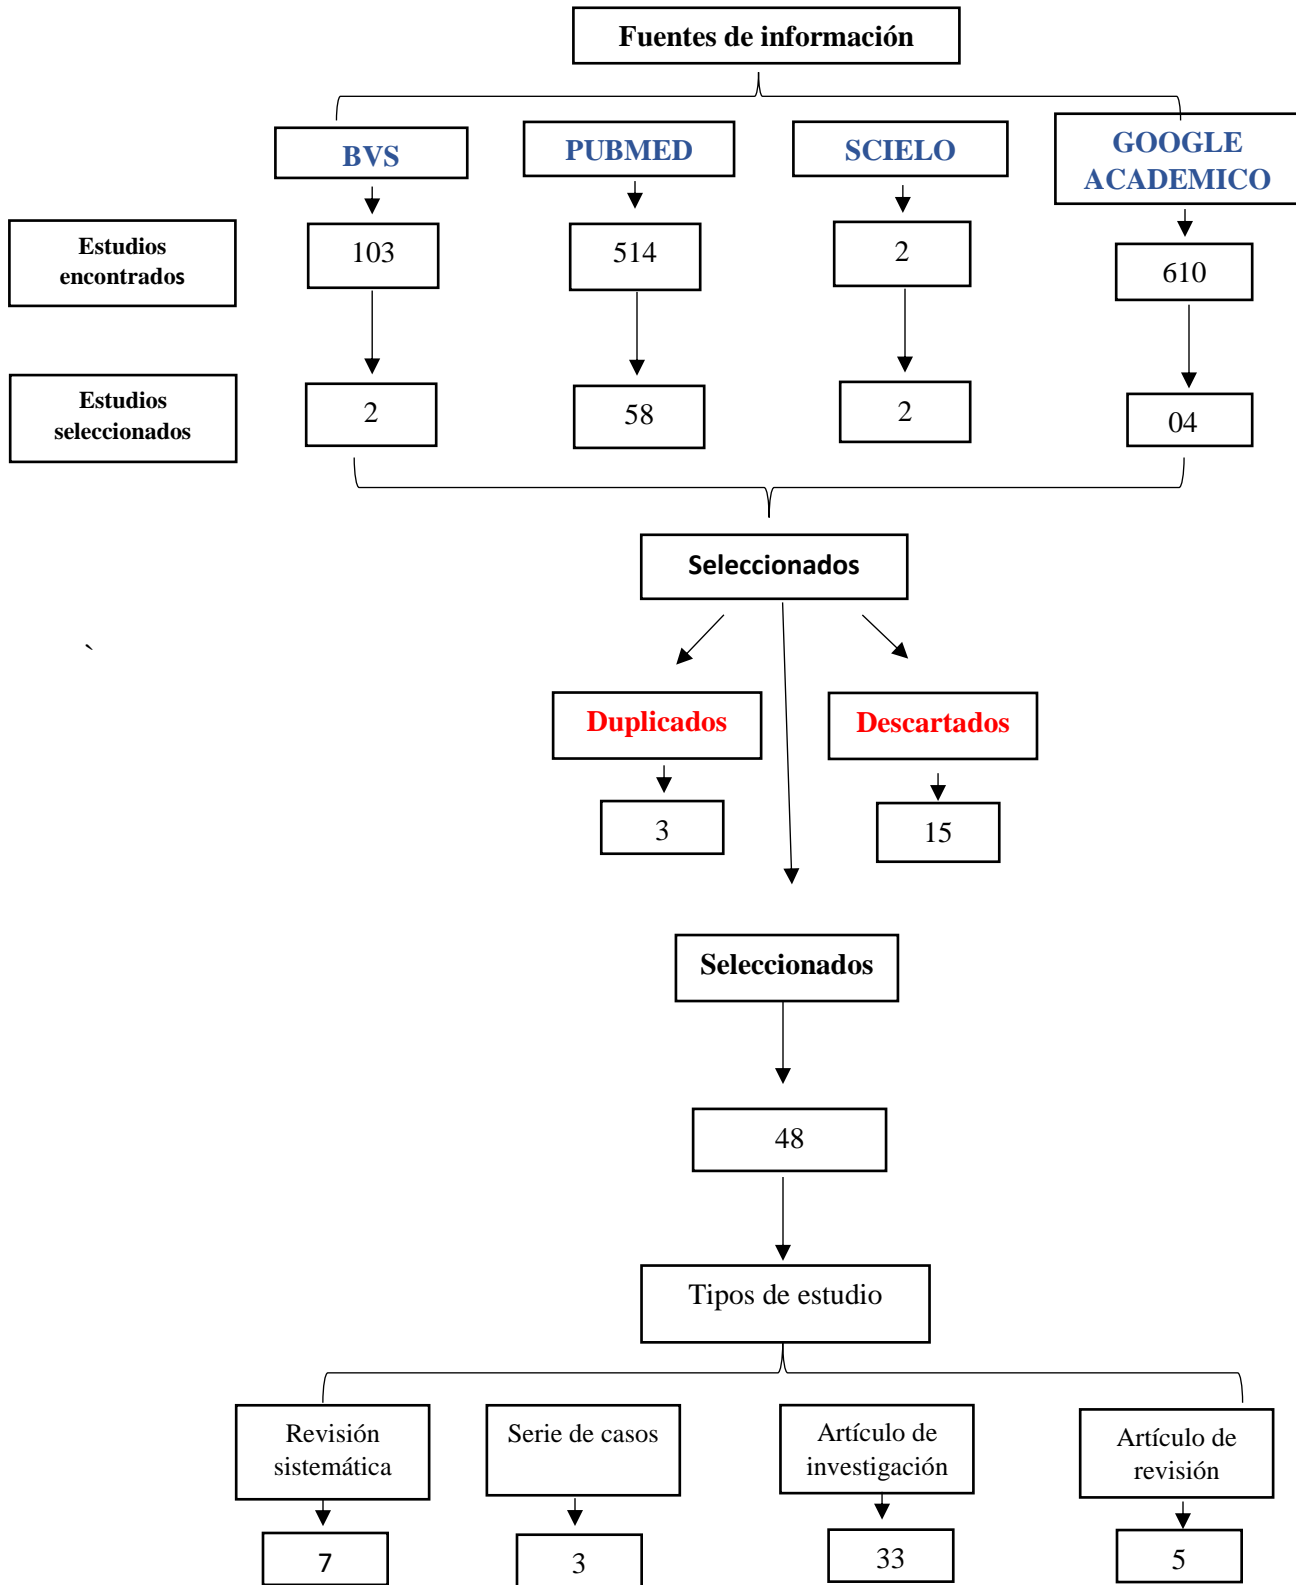 Fuentes de información
BVS
PUBMED
SCIELO
GOOGLE
ACADEMICO
Estudios
encontrados
103
514
2
610
Estudios
seleccionados
2
58
2
04
Seleccionados
`
Duplicados
Descartados
3
15
Seleccionados
48
Tipos de estudio
Revisión
sistemática
Serie de casos
Artículo de
investigación
Artículo de
revisión
7
3
33
5